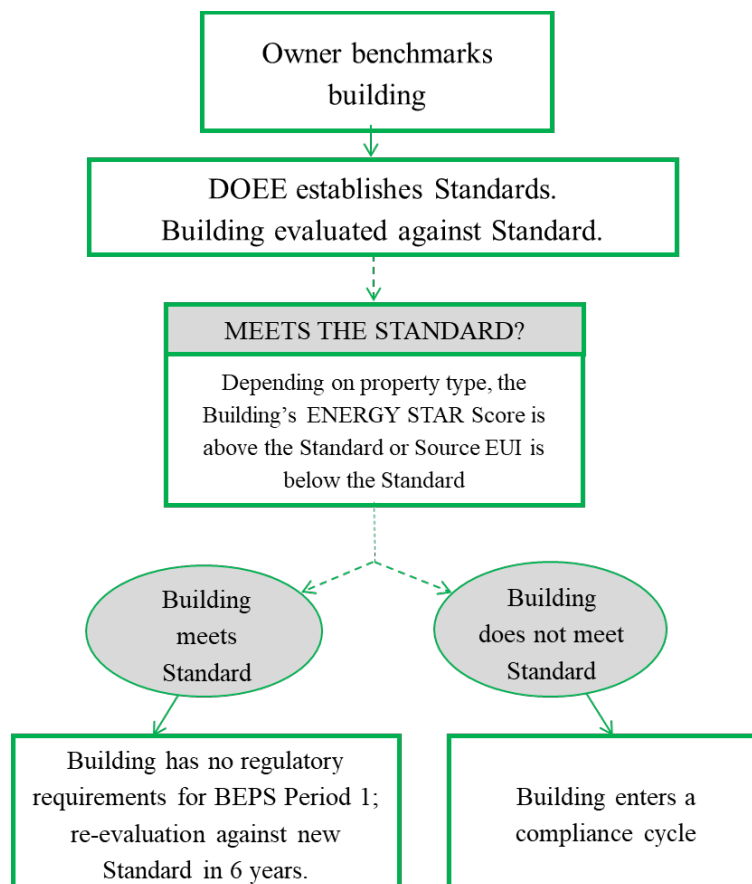 Owner benchmarks
building
DOEE establishes Standards.
Building evaluated against Standard.
MEETS THE STANDARD?
Depending on property type, the
Building’s ENERGY STAR Score is
above the Standard or Source EUI is
below the Standard
Building
meets
Standard
Building
does not meet
Standard
Building has no regulatory
requirements for BEPS Period 1;
re-evaluation against new
Standard in 6 years.
Building enters a
compliance cycle